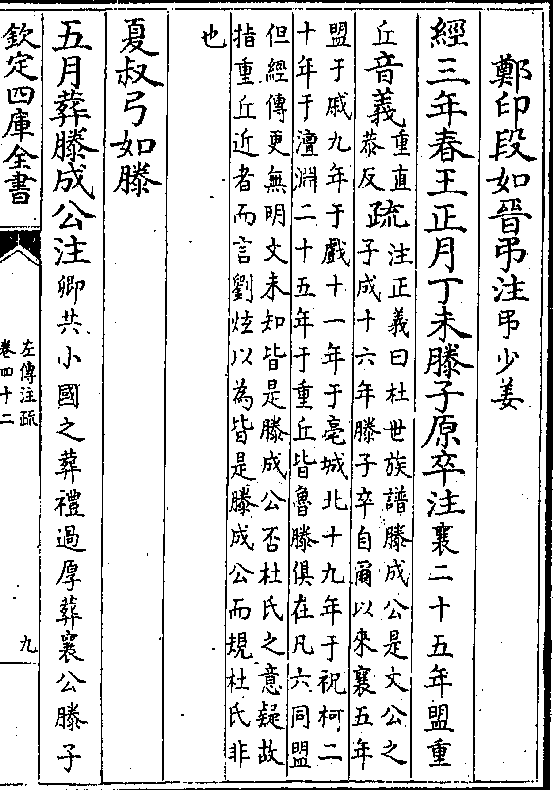 鄭印段如晉弔注弔少姜
經三年春王正月丁未滕子原卒注襄二十五年盟重
丘音義重直恭反疏注正義曰杜世族譜滕成公是文公之
子成十六年滕子卒自爾以來襄五年
盟于戚九年于戲十一年于亳城北十九年于祝柯二
十年于澶淵二十五年于重丘皆魯滕俱在凡六同盟
但經傳更無明文未知皆是滕成公否杜氏之意疑故
指重丘近者而言劉炫以為皆是滕成公而規杜氏非
也
夏叔弓如滕
五月葬滕成公注卿共小國之葬禮過厚葬襄公滕子
欽定四庫全書
左傳注疏
卷四十二
九